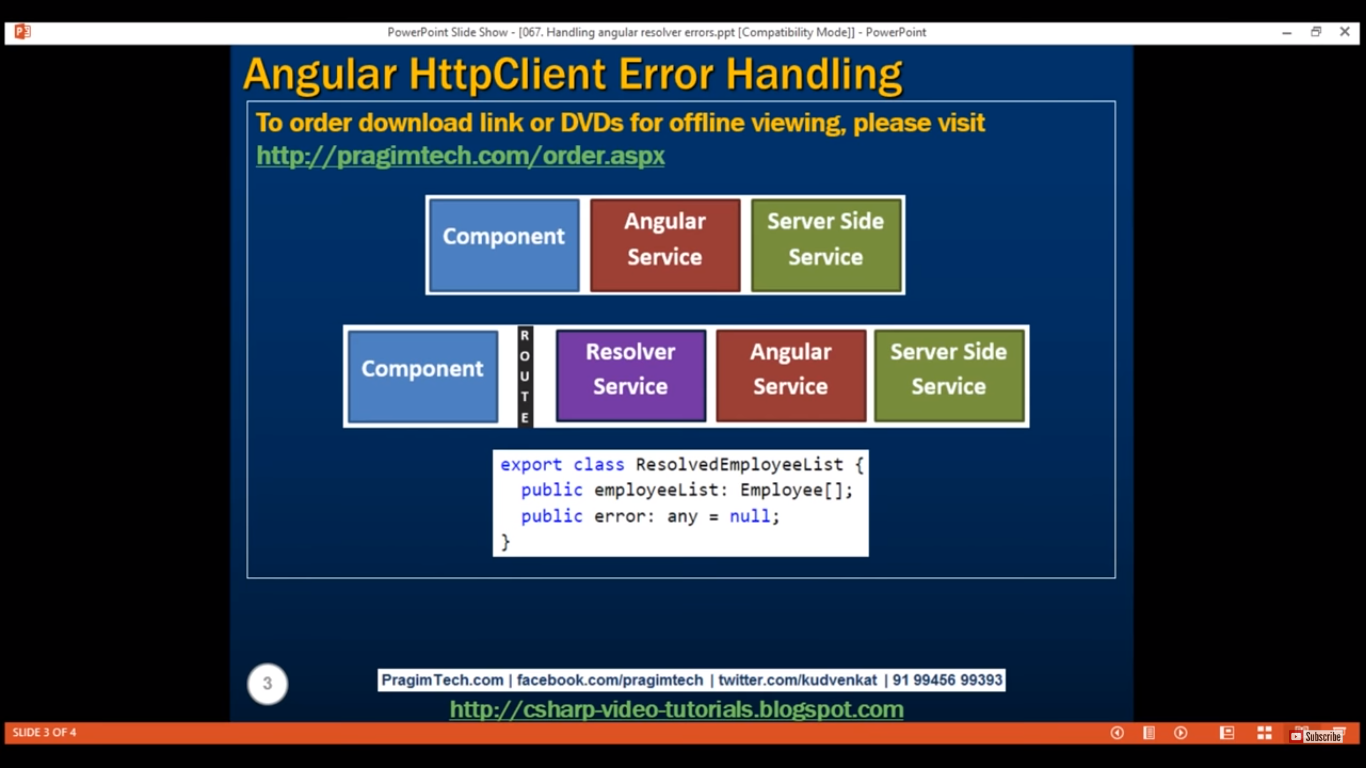 PowerPoint Slide Show - [067. Handling angular resolver errors.ppt [Compatibility Mode]] - PowerPoint
Angular HttpClient Error Handling
To order download link or DVDs for offline viewing, please visit
http://pragimtech.com/order.aspx
Component
Angular
Service
Server Side
Service
Component
ROUTE
Resolver
Service
Angular
Service
Server Side
Service
export class ResolvedEmployeeList {
public employeeList: Employee[];
public error: any = null;
}
3
PragimTech.com | facebook.com/pragimtech | twitter.com/kudvenkat | 91 99456 99393
http://csharp-video-tutorials.blogspot.com
SLIDE 3 OF 4
Subscribe